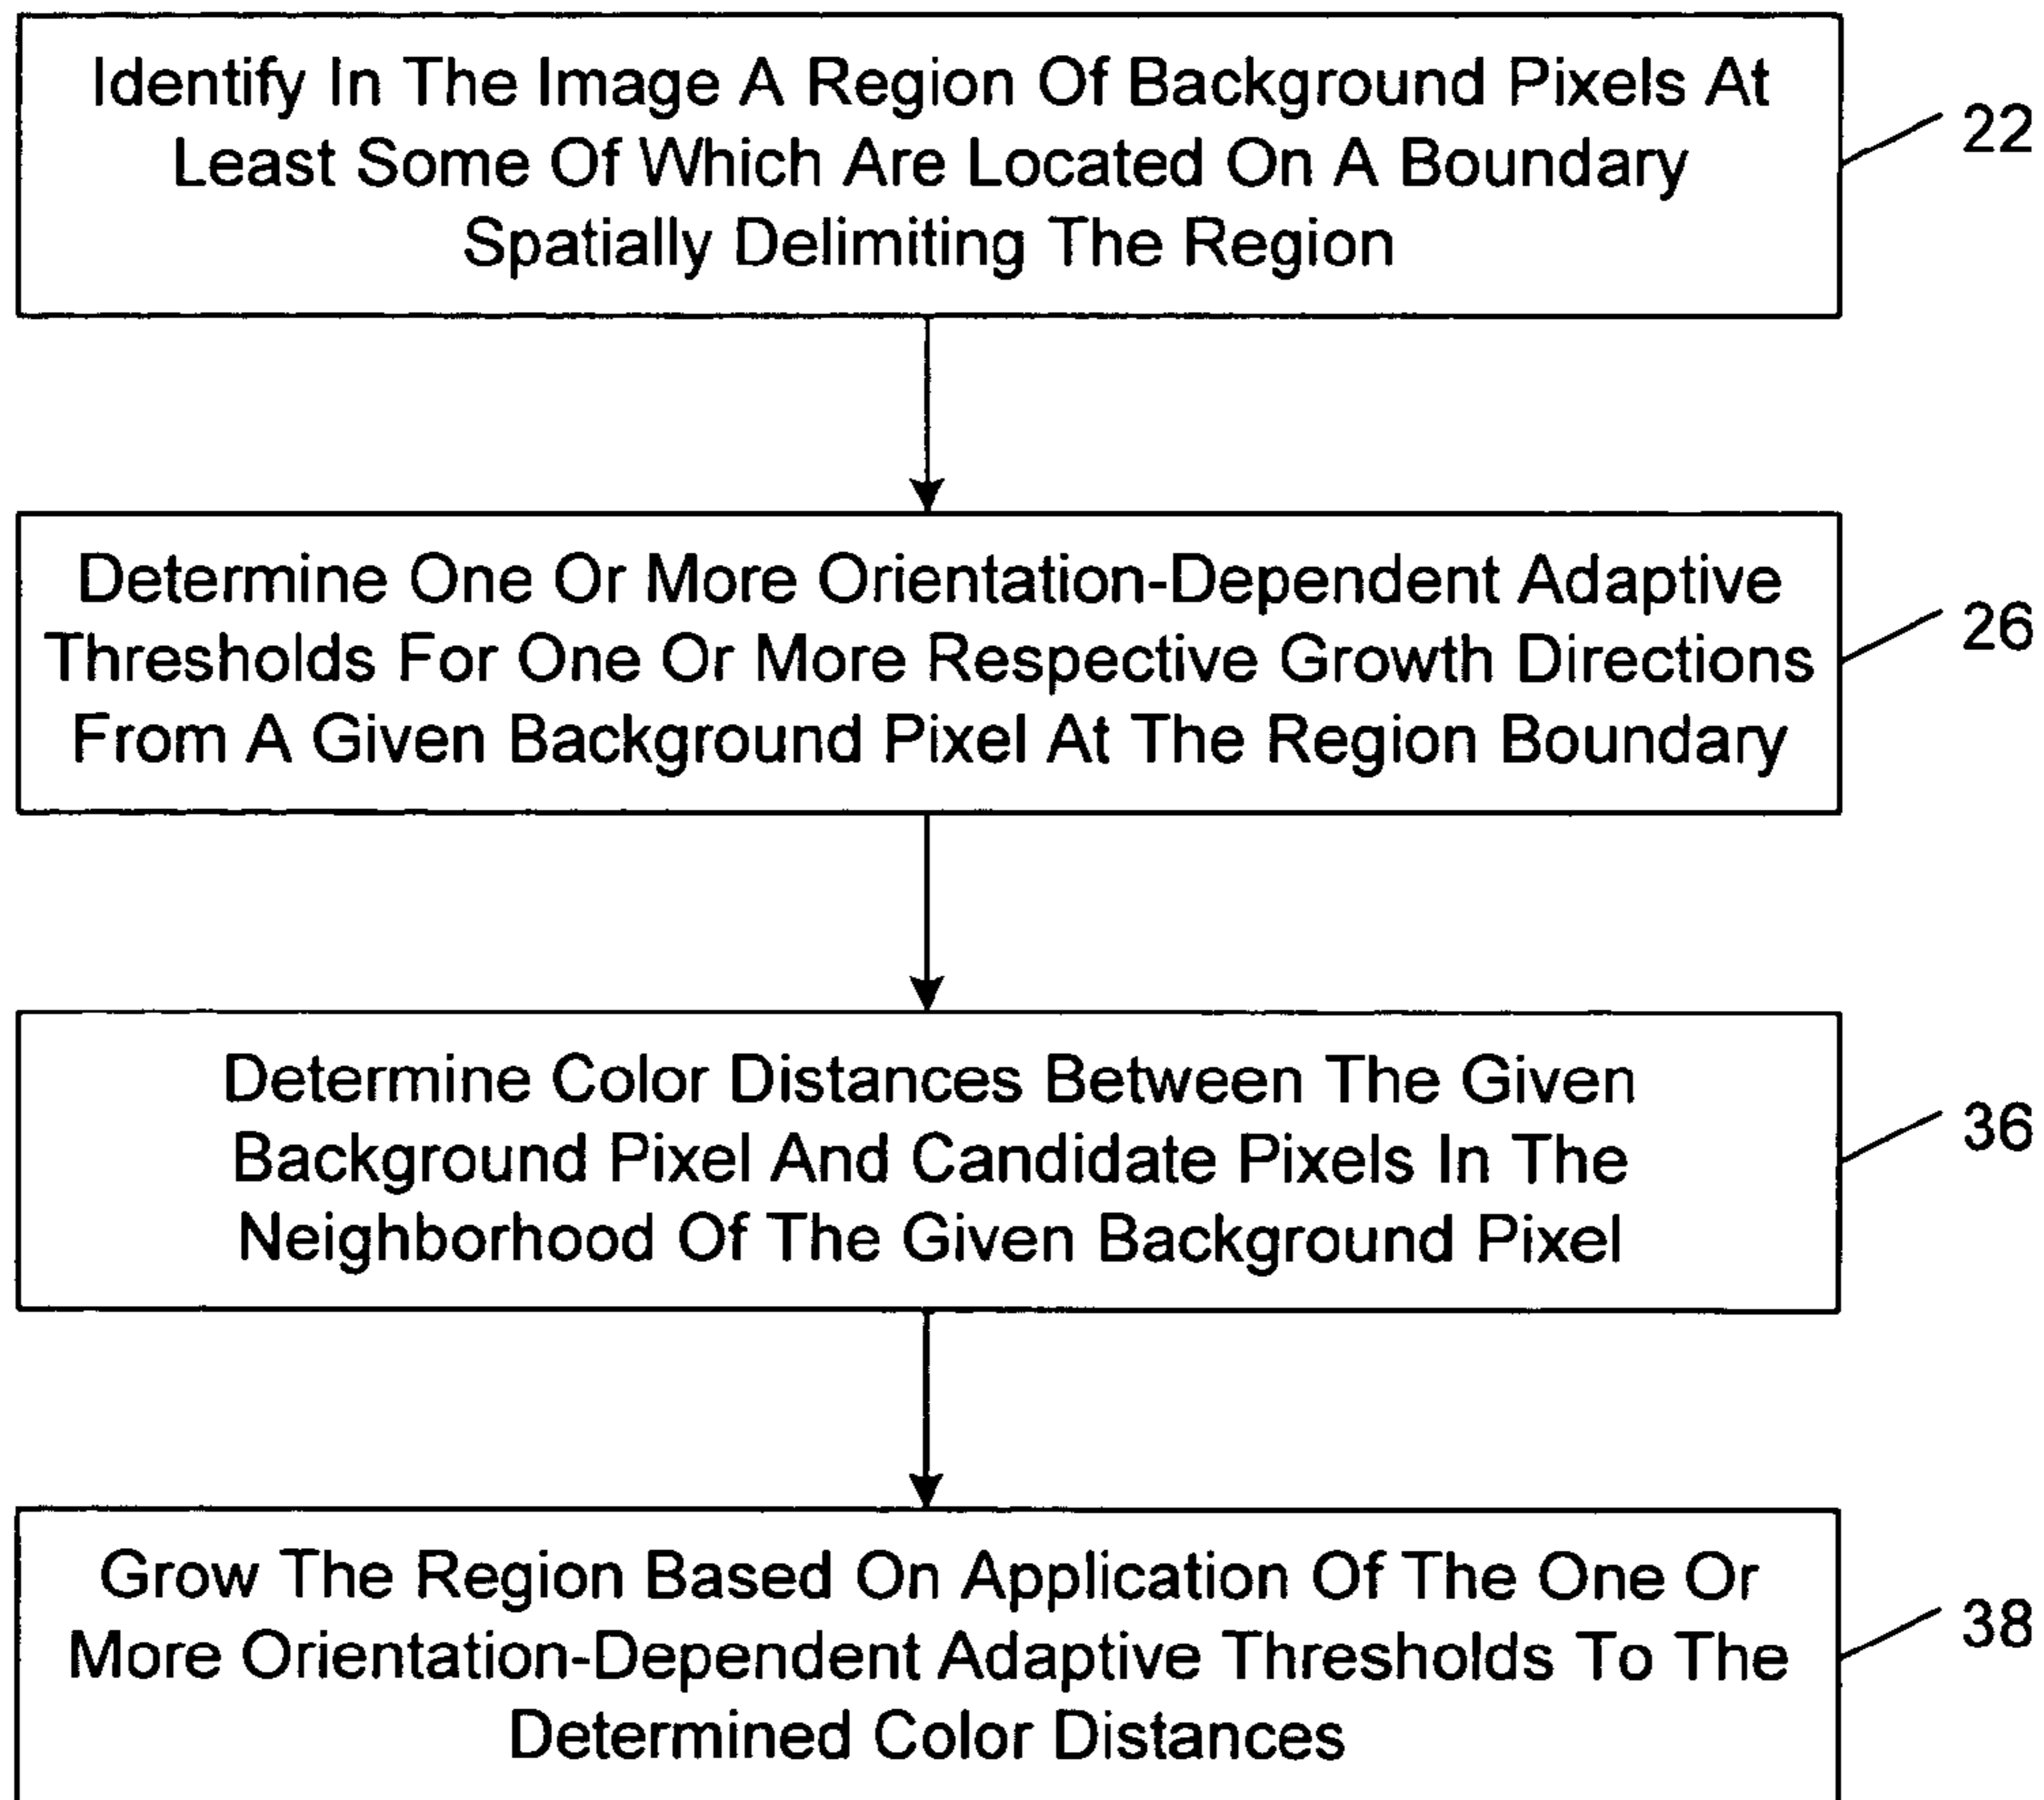 Identify In The Image A Region Of Background Pixels At
Least Some Of Which Are Located On A Boundary
Spatially Delimiting The Region
22
Determine One Or More Orientation-Dependent Adaptive
Thresholds For One Or More Respective Growth Directions
From A Given Background Pixel At The Region Boundary
26
Determine Color Distances Between The Given
Background Pixel And Candidate Pixels In The
Neighborhood Of The Given Background Pixel
36
Grow The Region Based On Application Of The One Or
More Orientation-Dependent Adaptive Thresholds To The
Determined Color Distances
38